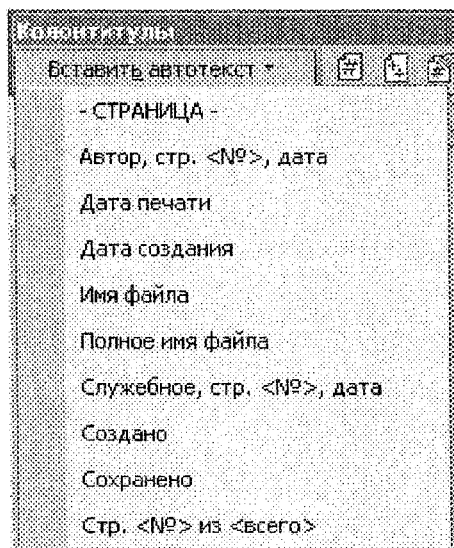 Колонтитулы
Вставить автотекст
- СТРАНИЦА -
Автор, стр. <№>, дата
Дата печати
Дата создания
Имя файла
Полное имя файла
Служебное, стр. <№>, дата
Создано
Сохранено
Стр. <№> из <всего>